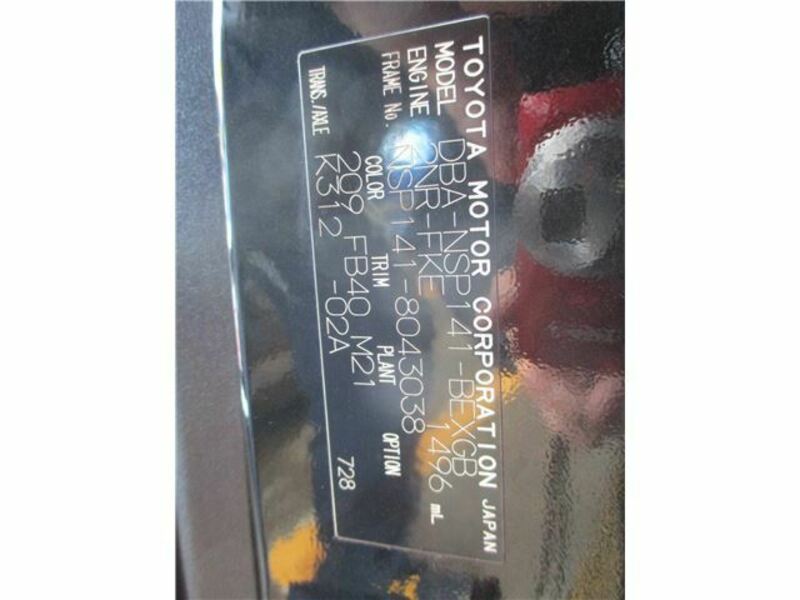 TOYOTA MOTOR CORPORATION JAPAN
MODEL DBA-NSP141-BEXGB
ENGINE 2NR-FKE 1496 mL
FRAME No. NSP141-8043038
COLOR TRIM PLANT OPTION
209 FB40 M21
TRANS./AXLE K312 -02A 728